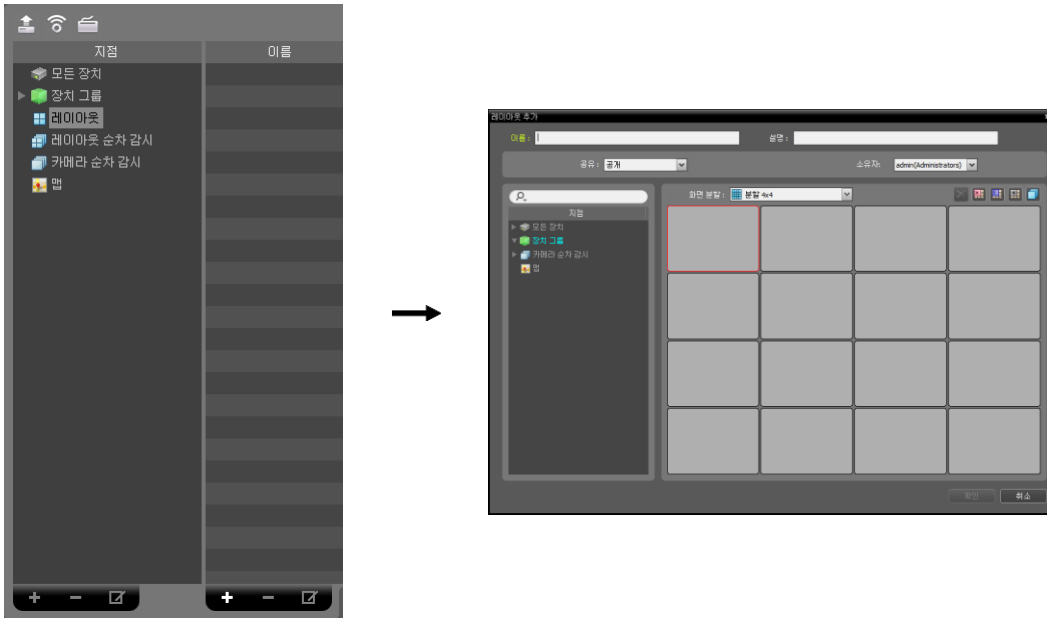 지점
이름
모든 장치
장치 그룹
레이아웃
레이아웃 순차 감시
카메라 순차 감시
맵
레이아웃 추가
이름 :
설명 :
공유 : 공개
소유자: admin(Administrators)
화면 분할 : 분할 4x4
지점
모든 장치
장치 그룹
카메라 순차 감시
맵
확인
취소